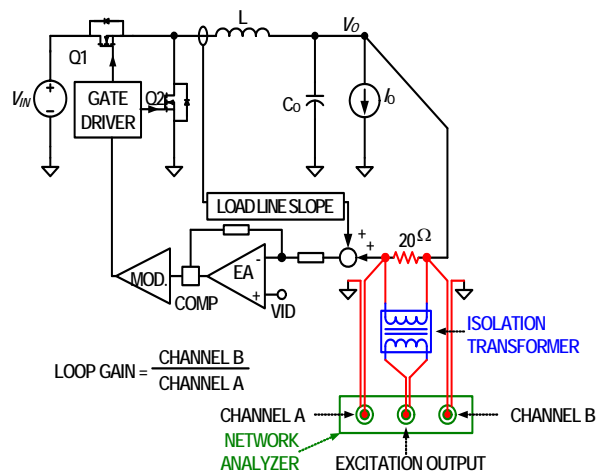 L
VO
Q1
Q2
VIN
GATE
DRIVER
CO
IO
LOAD LINE SLOPE
+
+
20Ω
EA
-
+
MOD.
COMP
VID
ISOLATION
TRANSFORMER
LOOP GAIN = CHANNEL B
CHANNEL A
CHANNEL A
CHANNEL B
NETWORK
ANALYZER
EXCITATION OUTPUT